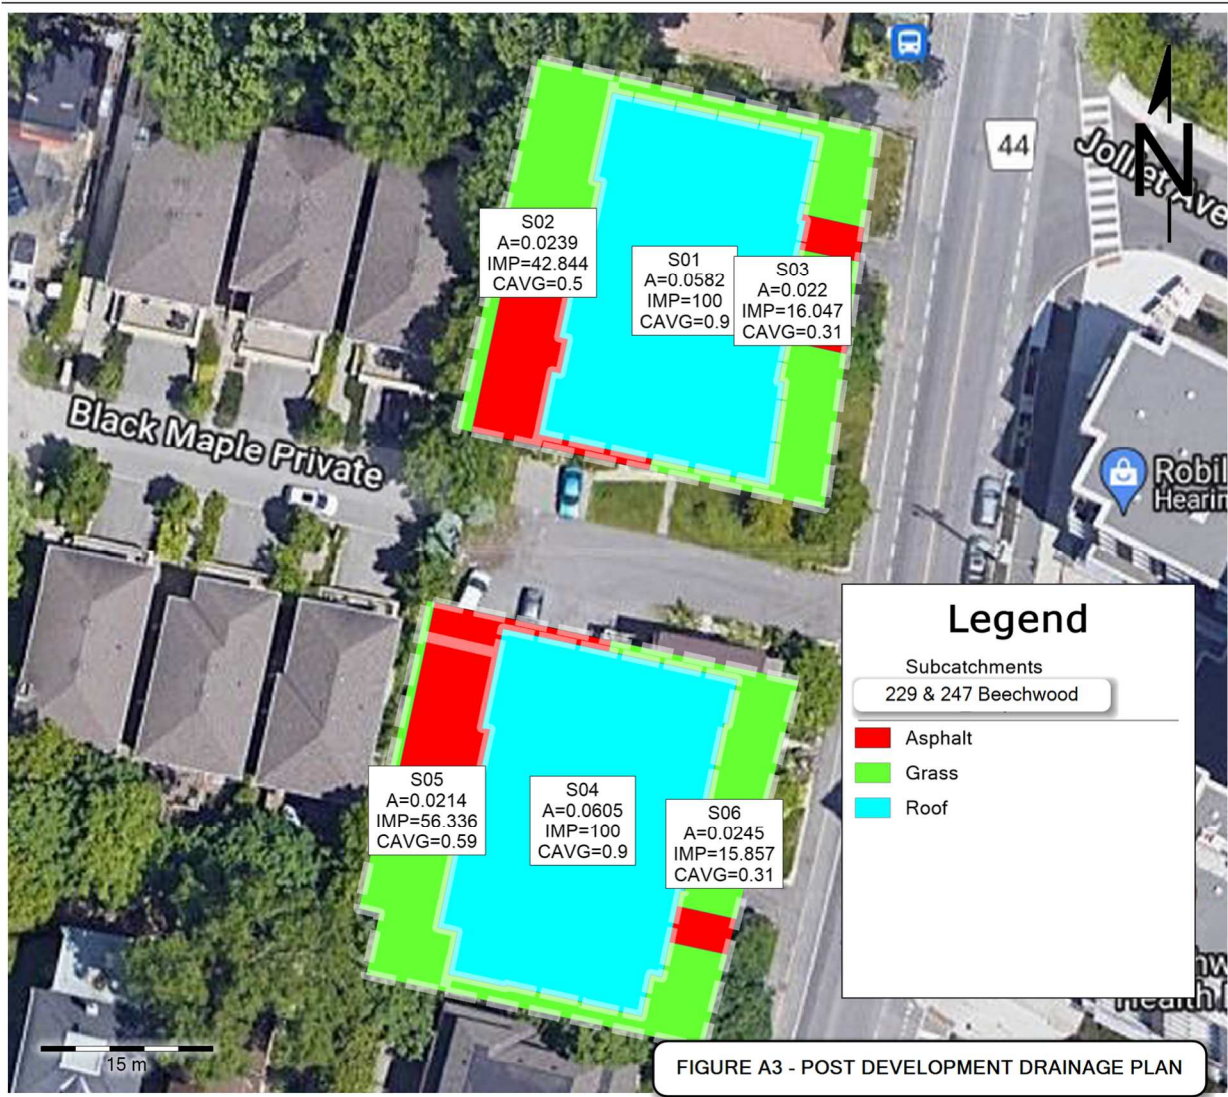 44
Jolliet Ave
N
S02
A=0.0239
IMP=42.844
CAVG=0.5
S01
A=0.0582
IMP=100
CAVG=0.9
S03
A=0.022
IMP=16.047
CAVG=0.31
Black Maple Private
Robil
Hearin
Legend
Subcatchments
229 & 247 Beechwood
Asphalt
Grass
Roof
S05
A=0.0214
IMP=56.336
CAVG=0.59
S04
A=0.0605
IMP=100
CAVG=0.9
S06
A=0.0245
IMP=15.857
CAVG=0.31
15 m
FIGURE A3 - POST DEVELOPMENT DRAINAGE PLAN